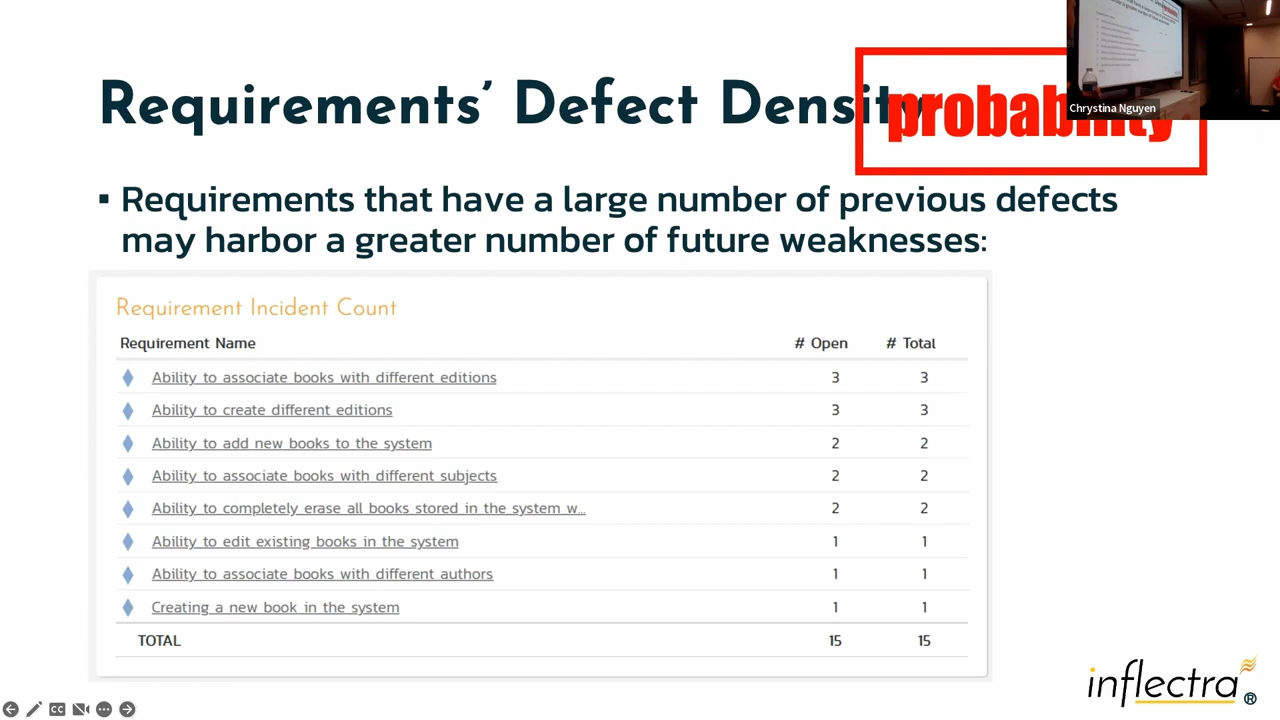 Requirements’ Defect Density
probability
Chrystina Nguyen
▪ Requirements that have a large number of previous defects
may harbor a greater number of future weaknesses:
Requirement Incident Count
Requirement Name # Open # Total
Ability to associate books with different editions 3 3
Ability to create different editions 3 3
Ability to add new books to the system 2 2
Ability to associate books with different subjects 2 2
Ability to completely erase all books stored in the system w... 2 2
Ability to edit existing books in the system 1 1
Ability to associate books with different authors 1 1
Creating a new book in the system 1 1
TOTAL 15 15
inflectra®
CC